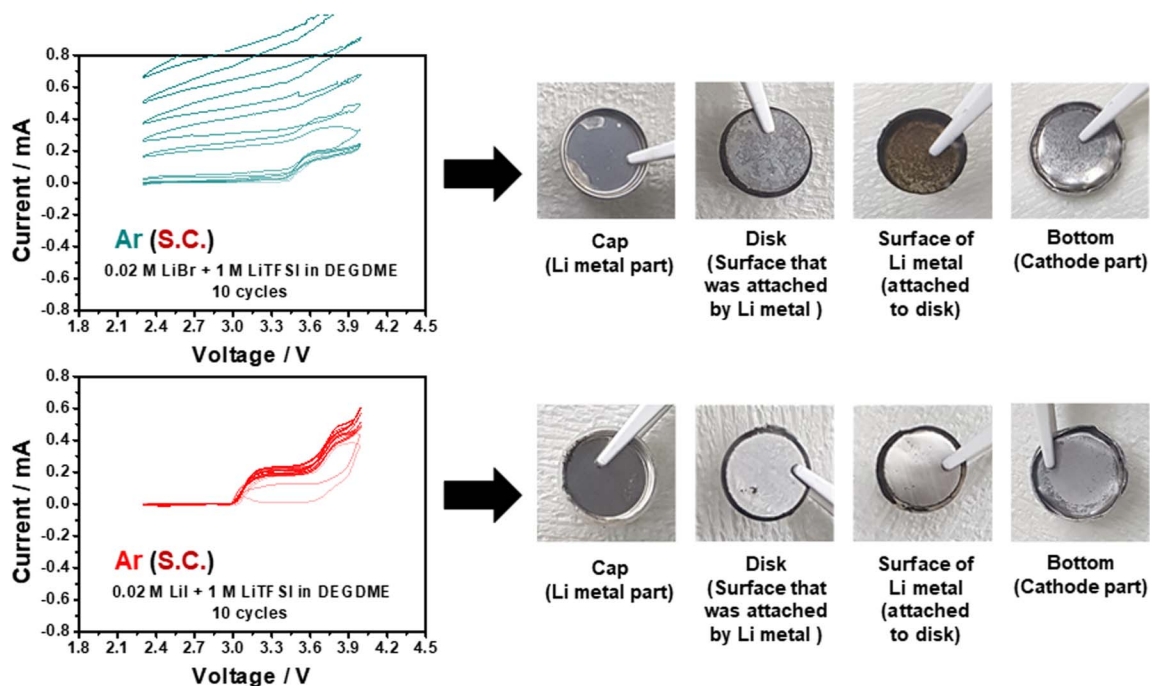 Current / mA
0.8
0.6
0.4
0.2
0.0
-0.2
-0.4
-0.6
-0.8
Ar (S.C.)
0.02 M LiBr + 1 M LiTFSI in DEGDME
10 cycles
1.8 2.1 2.4 2.7 3.0 3.3 3.6 3.9 4.2 4.5
Voltage / V
Cap
(Li metal part)
Disk
(Surface that
was attached
by Li metal )
Surface of
Li metal
(attached
to disk)
Bottom
(Cathode part)
Current / mA
0.8
0.6
0.4
0.2
0.0
-0.2
-0.4
-0.6
-0.8
Ar (S.C.)
0.02 M LiI + 1 M LiTFSI in DEGDME
10 cycles
1.8 2.1 2.4 2.7 3.0 3.3 3.6 3.9 4.2 4.5
Voltage / V
Cap
(Li metal part)
Disk
(Surface that
was attached
by Li metal )
Surface of
Li metal
(attached
to disk)
Bottom
(Cathode part)